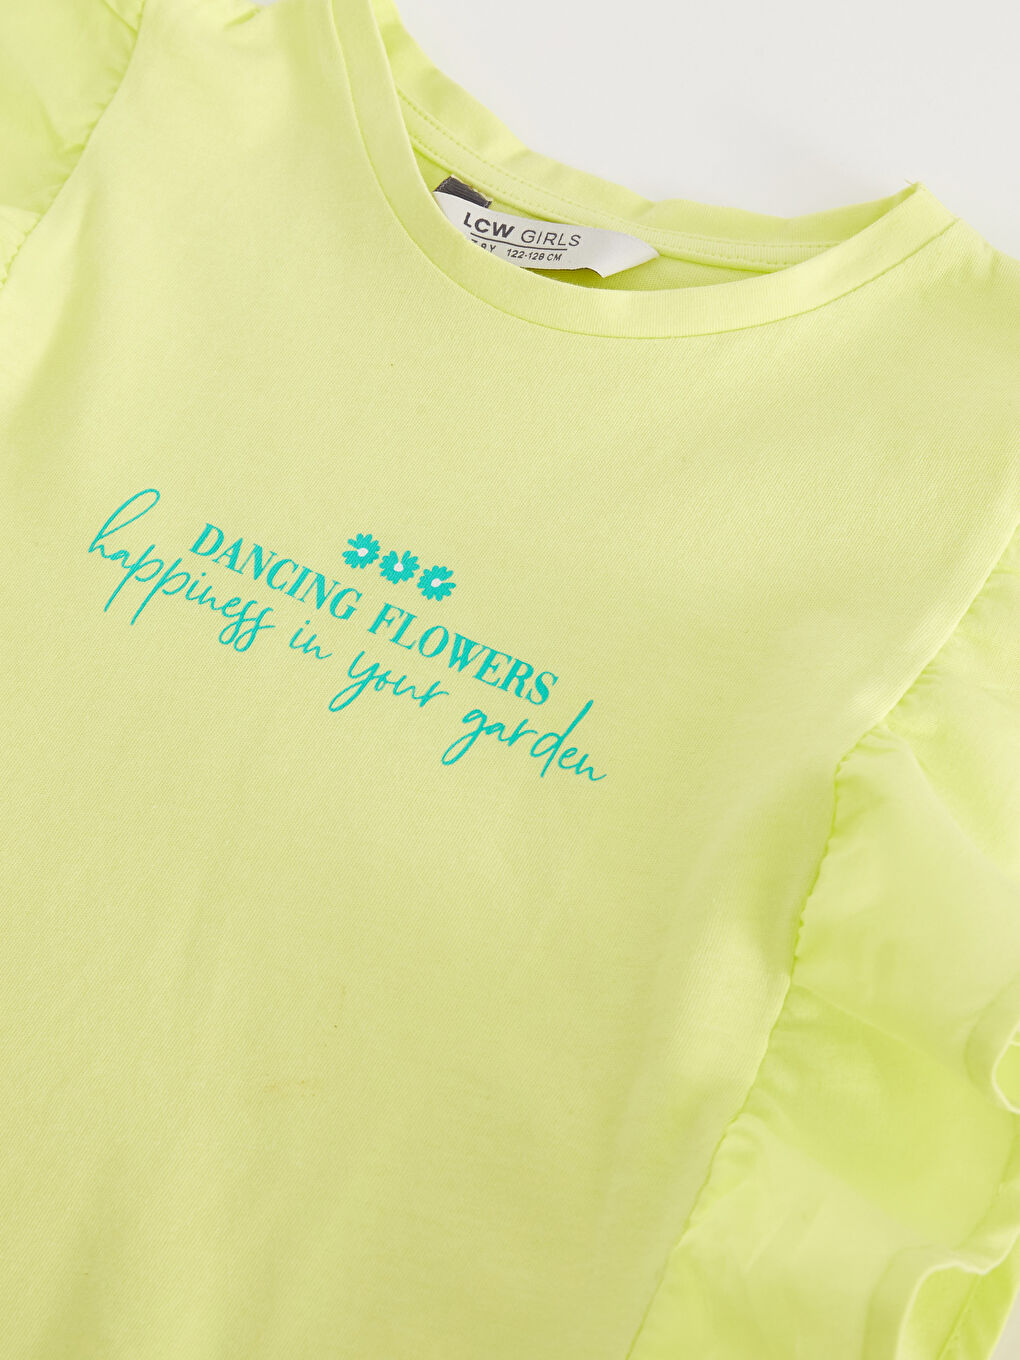 LCW GIRLS
122-128 CM
DANCING FLOWERS
happiness in your garden